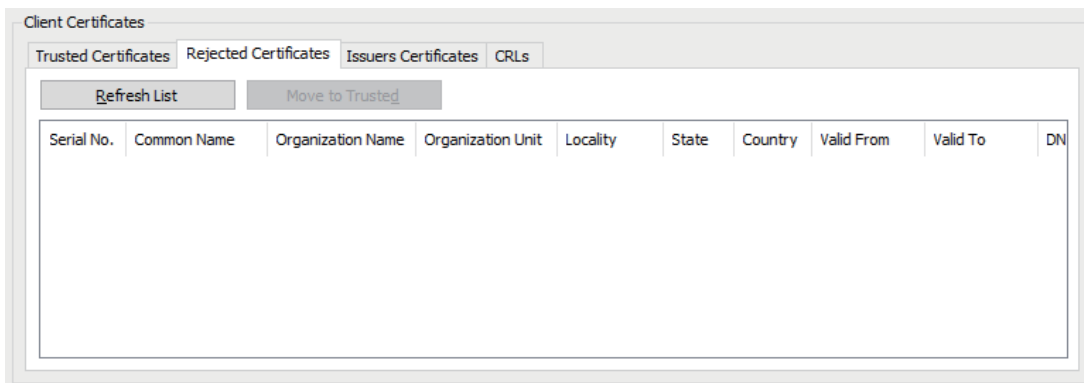 Client Certificates
Trusted Certificates Rejected Certificates Issuers Certificates CRLs
Refresh List Move to Trusted
Serial No. Common Name Organization Name Organization Unit Locality State Country Valid From Valid To DN